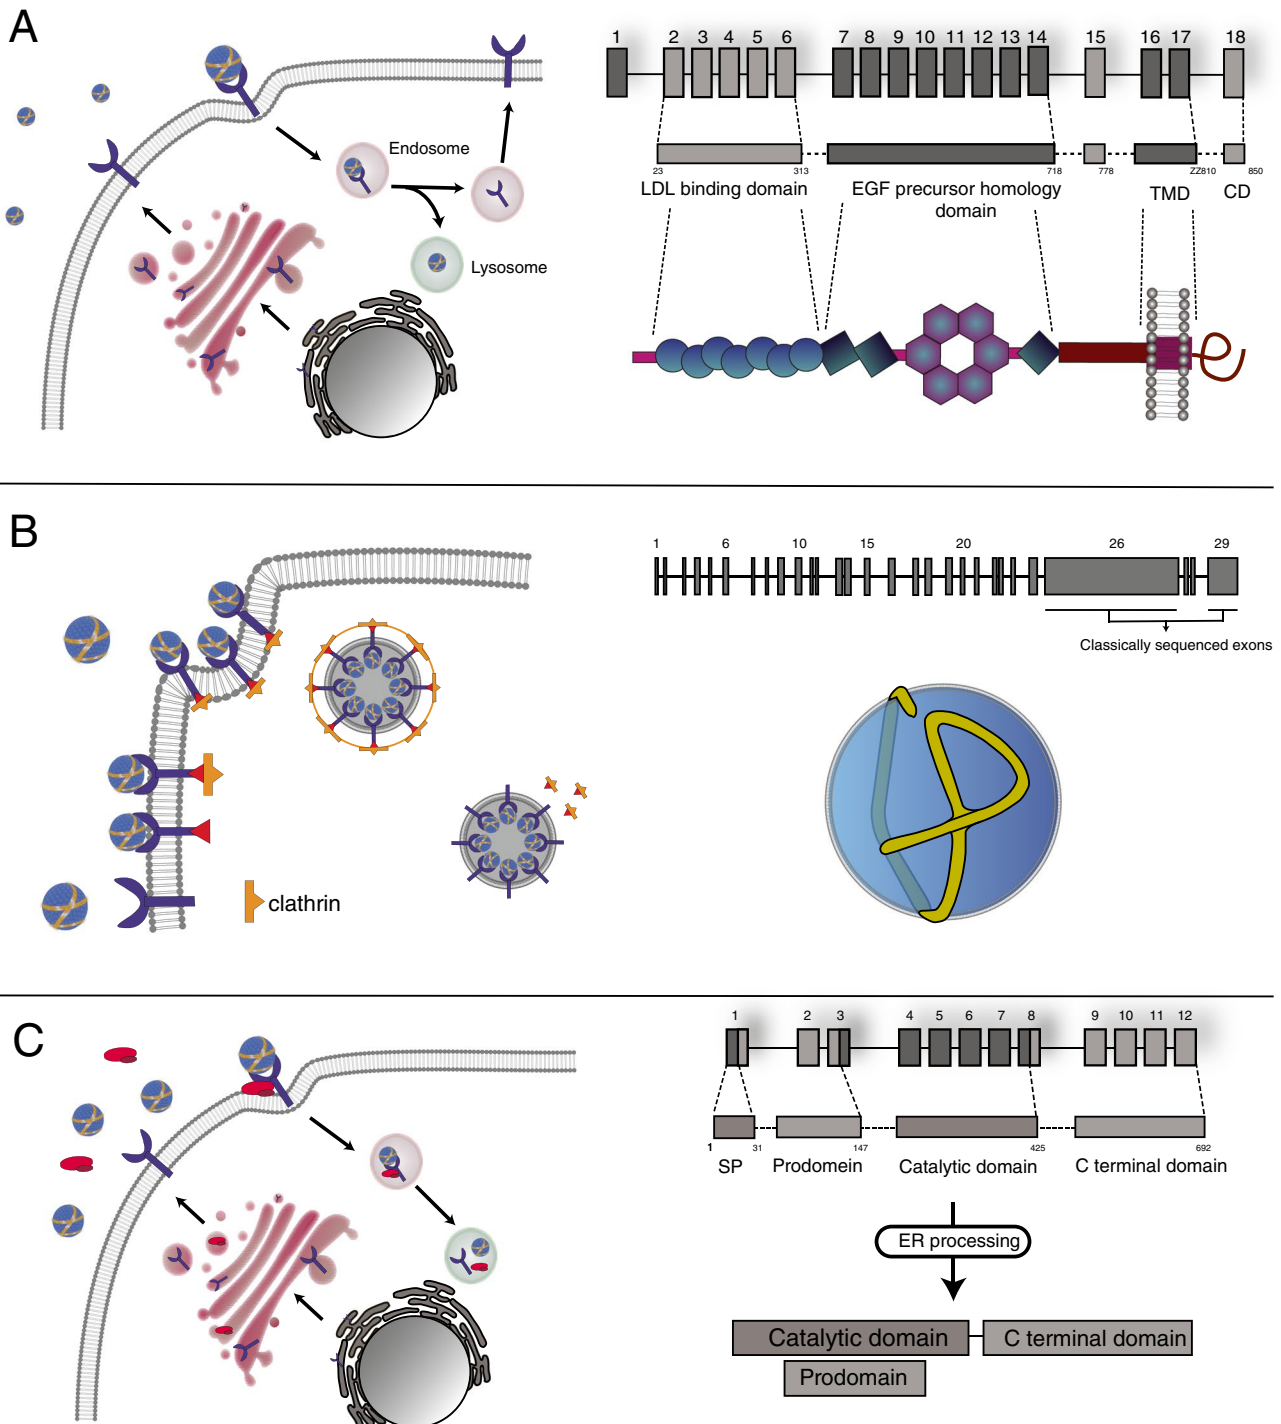 A
1 2 3 4 5 6 7 8 9 10 11 12 13 14 15 16 17 18
Endosome
Lysosome
23 313 718 778 ZZ810 850
LDL binding domain EGF precursor homology domain TMD CD
B
1 6 10 15 20 26 29
Classically sequenced exons
clathrin
C
1 2 3 4 5 6 7 8 9 10 11 12
1 31 147 425 692
SP Prodomein Catalytic domain C terminal domain
ER processing
Catalytic domain C terminal domain
Prodomain